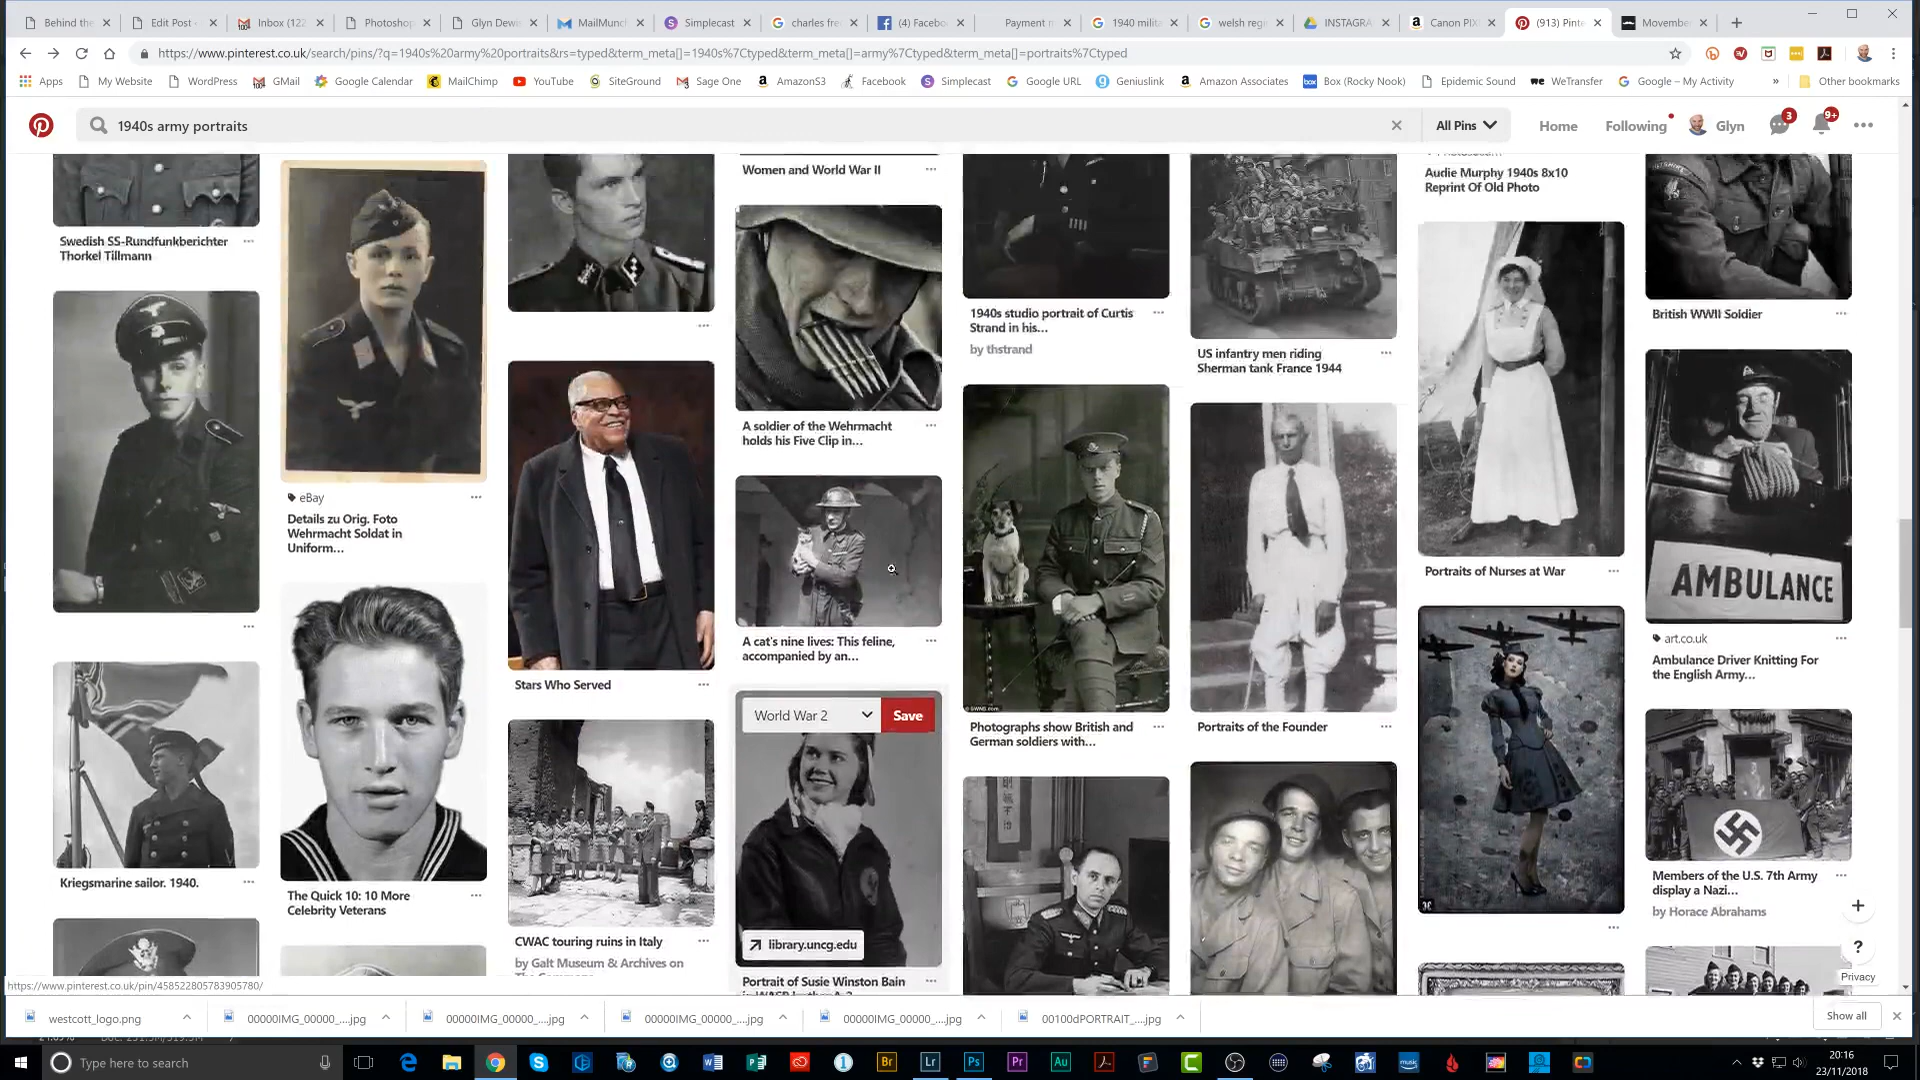 Behind the
Edit Post
Inbox (122
Photoshop
Glyn Dewis
MailMunch
Simplecast
charles fre
(4) Faceboo
Payment m
1940 milita
welsh regi
INSTAGRA
Canon PIX
(913) Pinte
Movember
https://www.pinterest.co.uk/search/pins/?q=1940s%20army%20portraits&rs=typed&term_meta[]=1940s%7Ctyped&term_meta[]=army%7Ctyped&term_meta[]=portraits%7Ctyped
Apps
My Website
WordPress
GMail
Google Calendar
MailChimp
YouTube
SiteGround
Sage One
AmazonS3
Facebook
Simplecast
Google URL
Geniuslink
Amazon Associates
Box (Rocky Nook)
Epidemic Sound
WeTransfer
Google – My Activity
»
Other bookmarks
1940s army portraits
All Pins
Home
Following
Glyn
3
9+
Swedish SS-Rundfunkberichter
Thorkel Tillmann
Kriegsmarine sailor. 1940.
eBay
Details zu Orig. Foto
Wehrmacht Soldat in
Uniform...
The Quick 10: 10 More
Celebrity Veterans
Stars Who Served
CWAC touring ruins in Italy
by Galt Museum & Archives on
The Commons
Women and World War II
A soldier of the Wehrmacht
holds his Five Clip in...
A cat's nine lives: This feline,
accompanied by an...
World War 2
Save
library.uncg.edu
Portrait of Susie Winston Bain
1940s studio portrait of Curtis
Strand in his...
by thstrand
Photographs show British and
German soldiers with...
US infantry men riding
Sherman tank France 1944
Portraits of the Founder
Audie Murphy 1940s 8x10
Reprint Of Old Photo
Portraits of Nurses at War
British WWII Soldier
AMBULANCE
art.co.uk
Ambulance Driver Knitting For
the English Army...
Members of the U.S. 7th Army
display a Nazi...
by Horace Abrahams
+
?
Privacy
https://www.pinterest.co.uk/pin/458522805783905780/
westcott_logo.png
00000IMG_00000_....jpg
00000IMG_00000_....jpg
00000IMG_00000_....jpg
00000IMG_00000_....jpg
00100dPORTRAIT_....jpg
Show all
Type here to search
Br
Lr
Ps
Pr
Au
music
20:16
23/11/2018